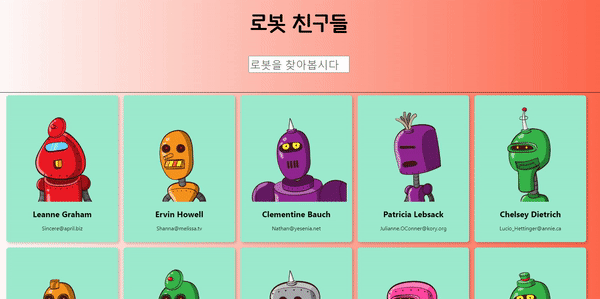 로봇 친구들
로봇을 찾아봅시다
Leanne Graham
Sincere@april.biz
Ervin Howell
Shanna@melissa.tv
Clementine Bauch
Nathan@yesenia.net
Patricia Lebsack
Julianne.OConner@kory.org
Chelsey Dietrich
Lucio_Hettinger@annie.ca